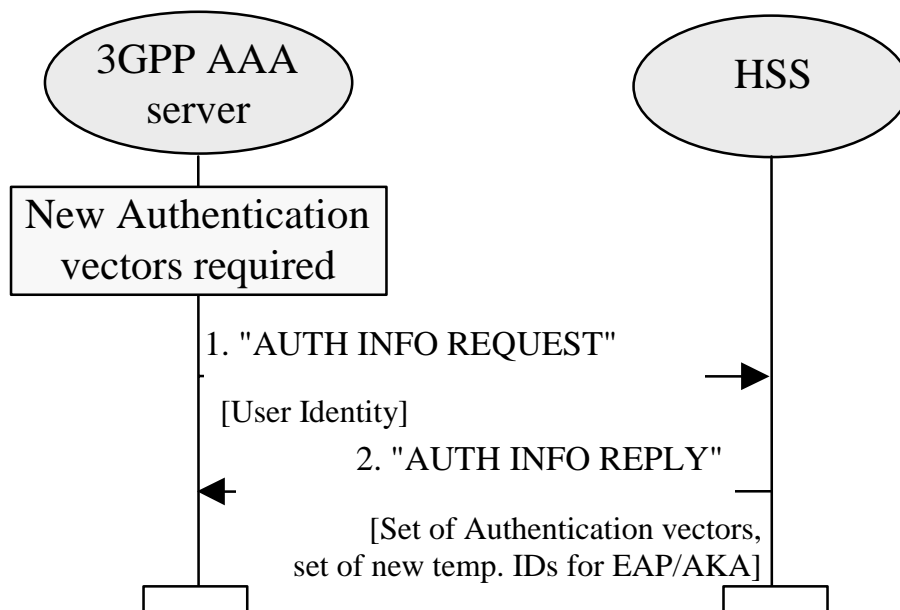 3GPP AAA
server
HSS
New Authentication
vectors required
1. "AUTH INFO REQUEST"
[User Identity]
2. "AUTH INFO REPLY"
[Set of Authentication vectors,
set of new temp. IDs for EAP/AKA]